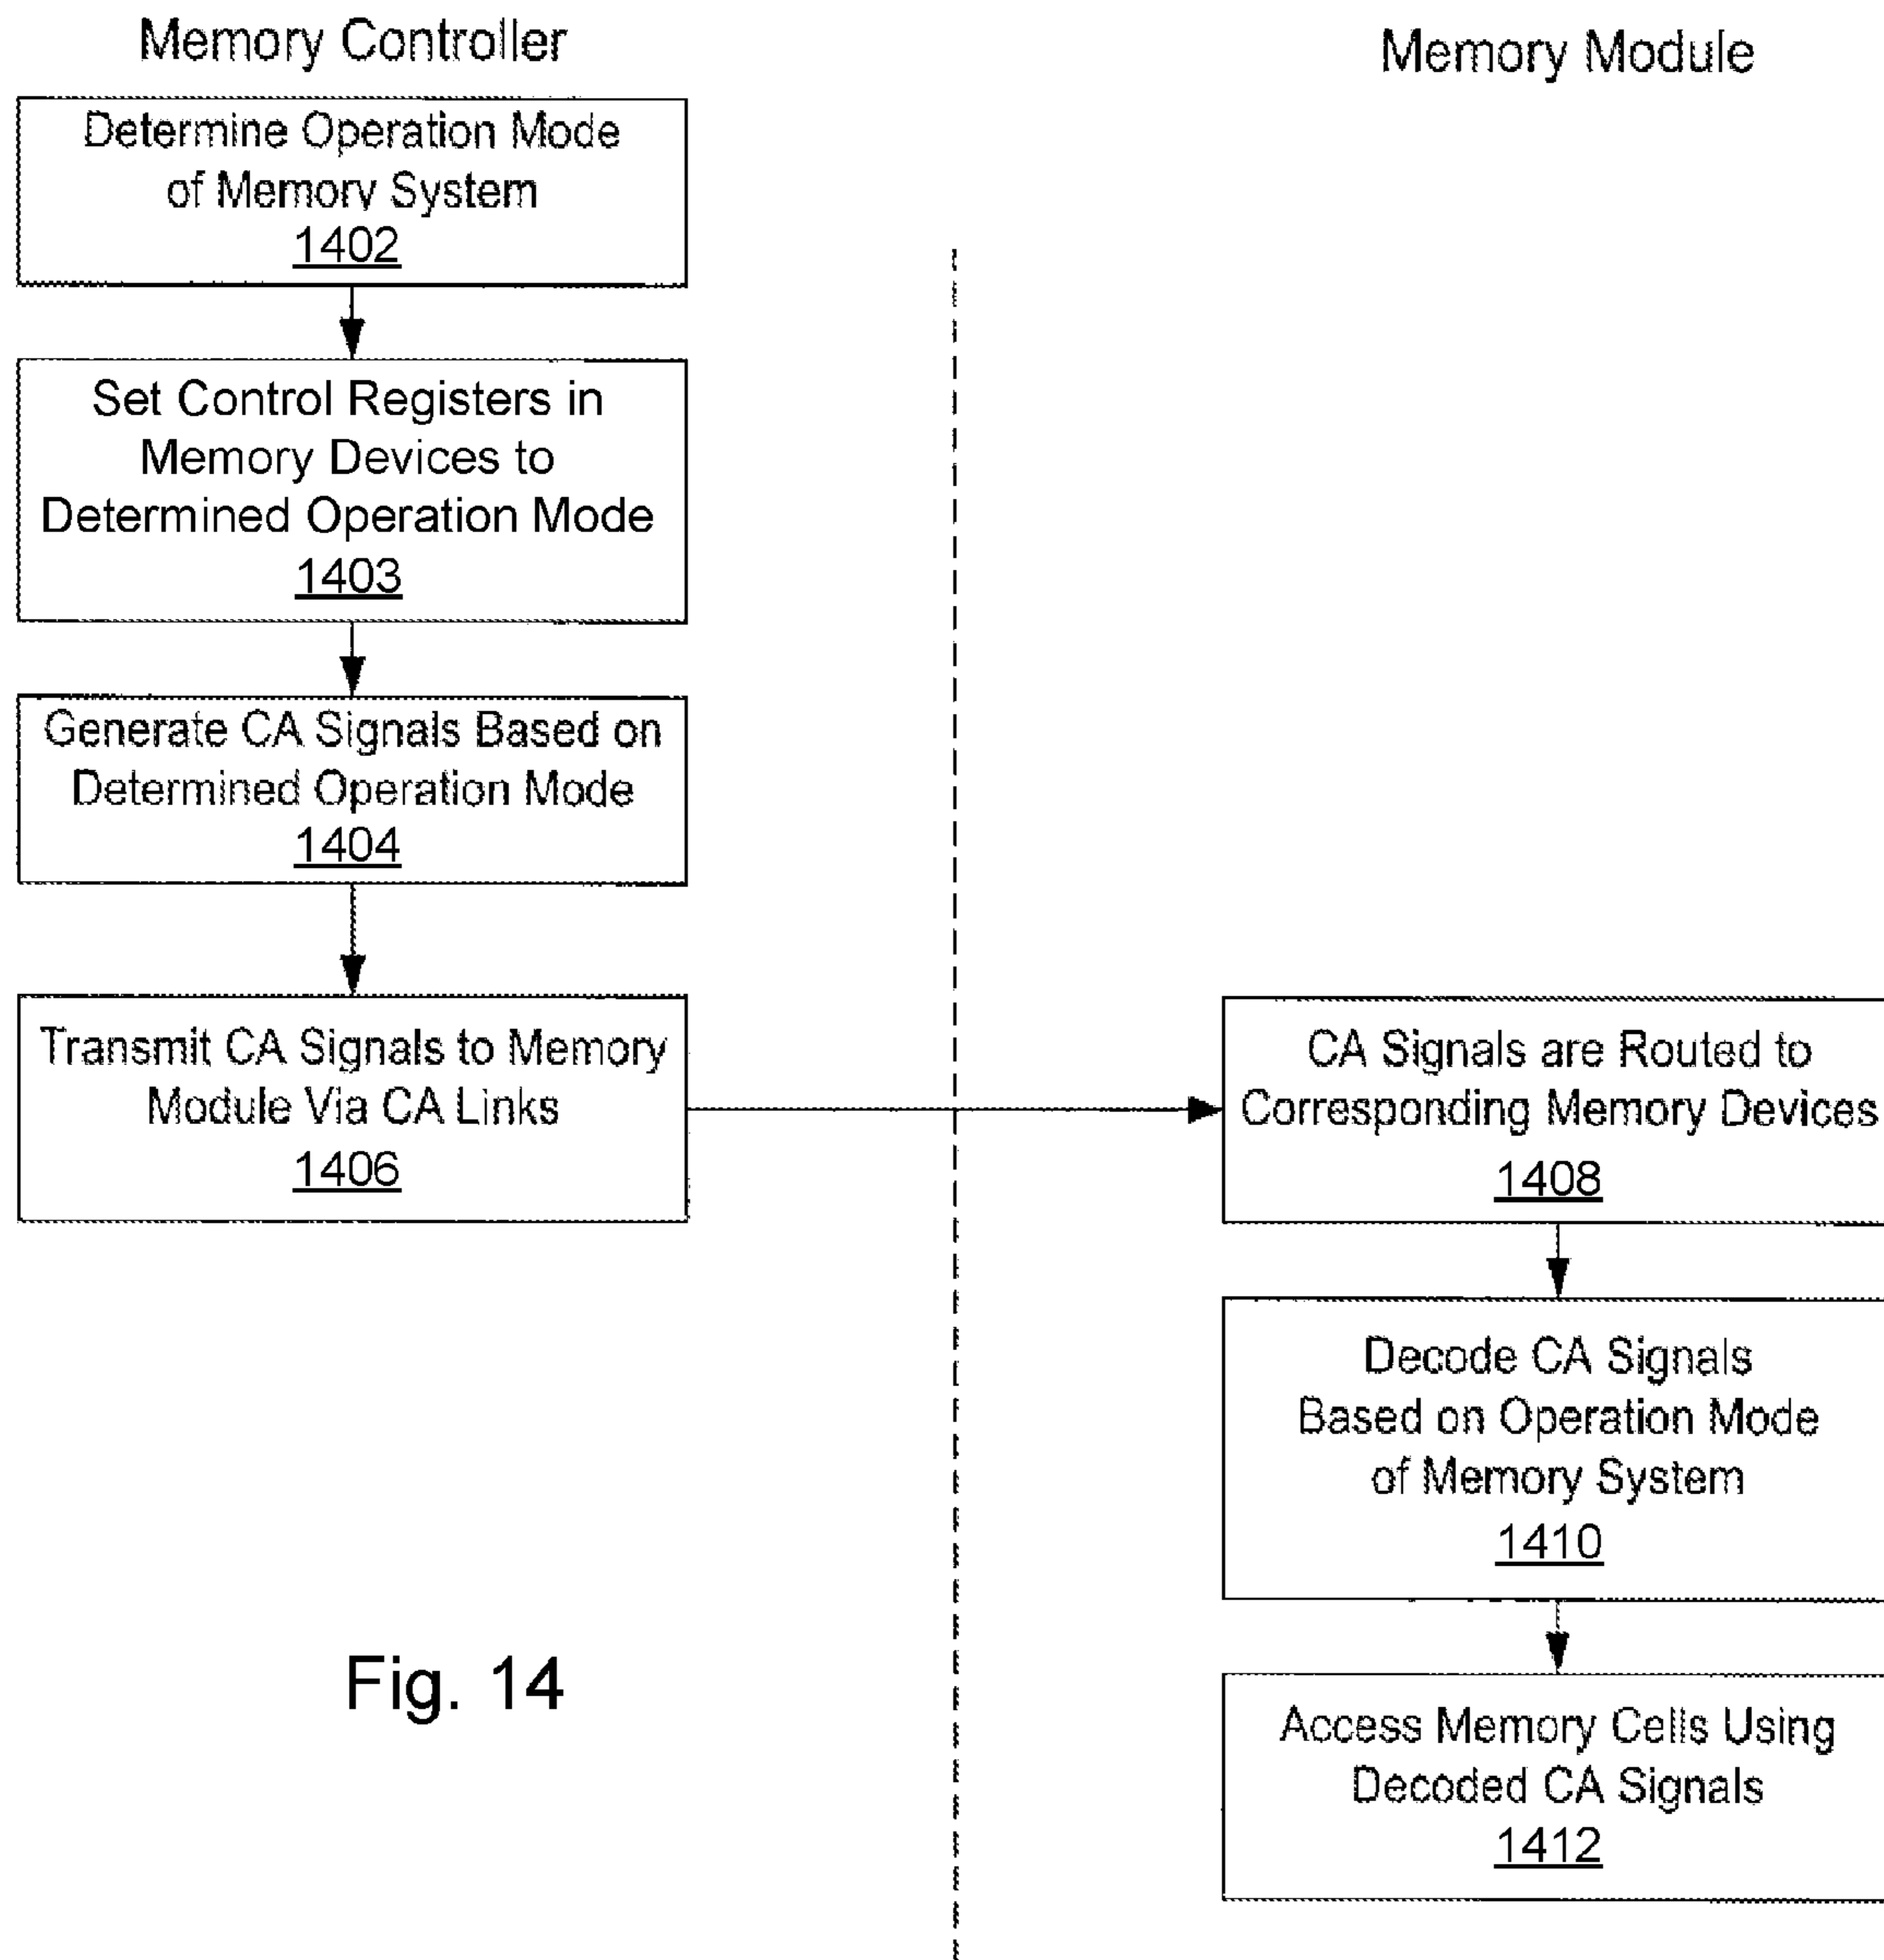 Memory Controller
Determine Operation Mode
of Memory System
1402
Set Control Registers in
Memory Devices to
Determined Operation Mode
1403
Generate CA Signals Based on
Determined Operation Mode
1404
Transmit CA Signals to Memory
Module Via CA Links
1406
Memory Module
CA Signals are Routed to
Corresponding Memory Devices
1408
Decode CA Signals
Based on Operation Mode
of Memory System
1410
Access Memory Cells Using
Decoded CA Signals
1412
Fig. 14